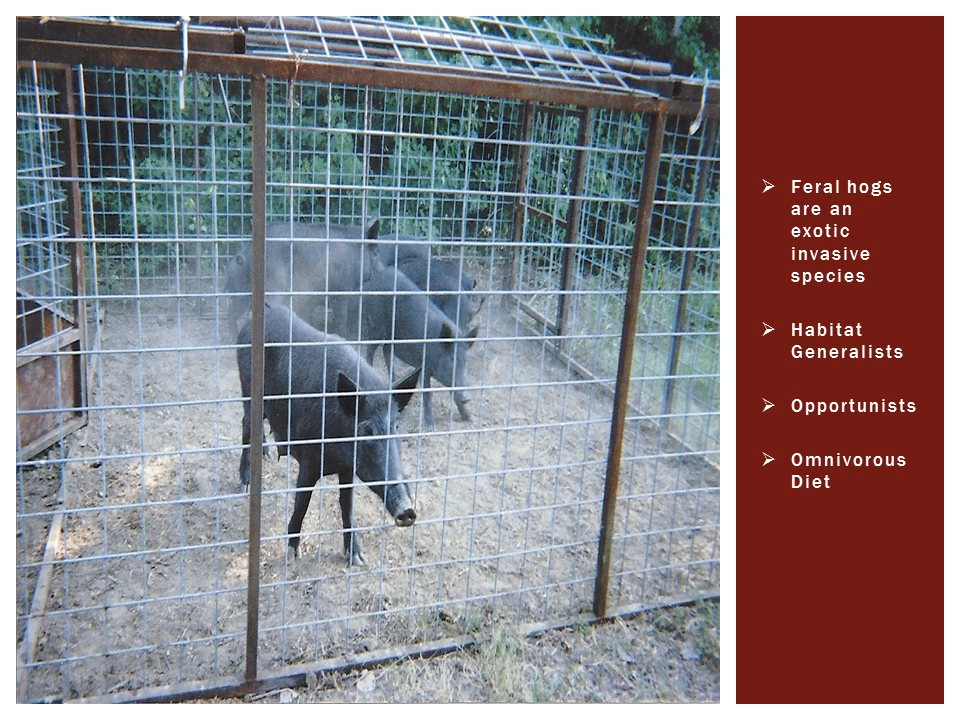 ➢ Feral hogs
are an
exotic
invasive
species
➢ Habitat
Generalists
➢ Opportunists
➢ Omnivorous
Diet